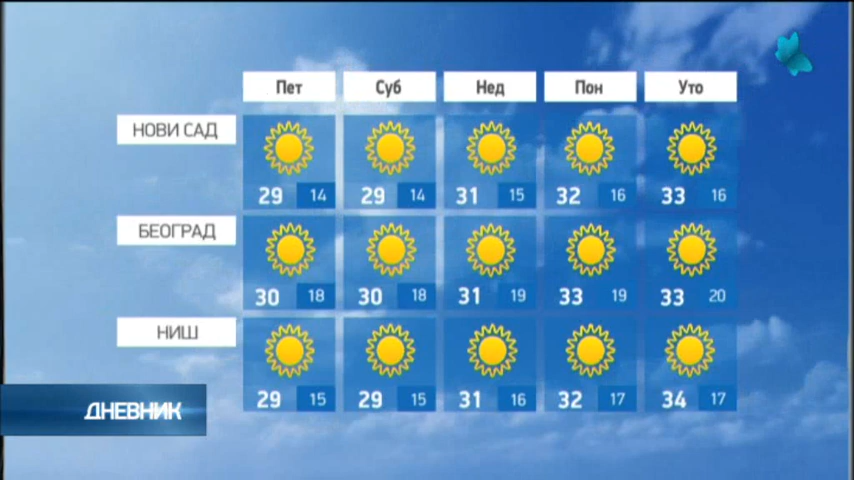 Пет Суб Нед Пон Уто
НОВИ САД
29 14 29 14 31 15 32 16 33 16
БЕОГРАД
30 18 30 18 31 19 33 19 33 20
НИШ
29 15 29 15 31 16 32 17 34 17
ДНЕВНИК